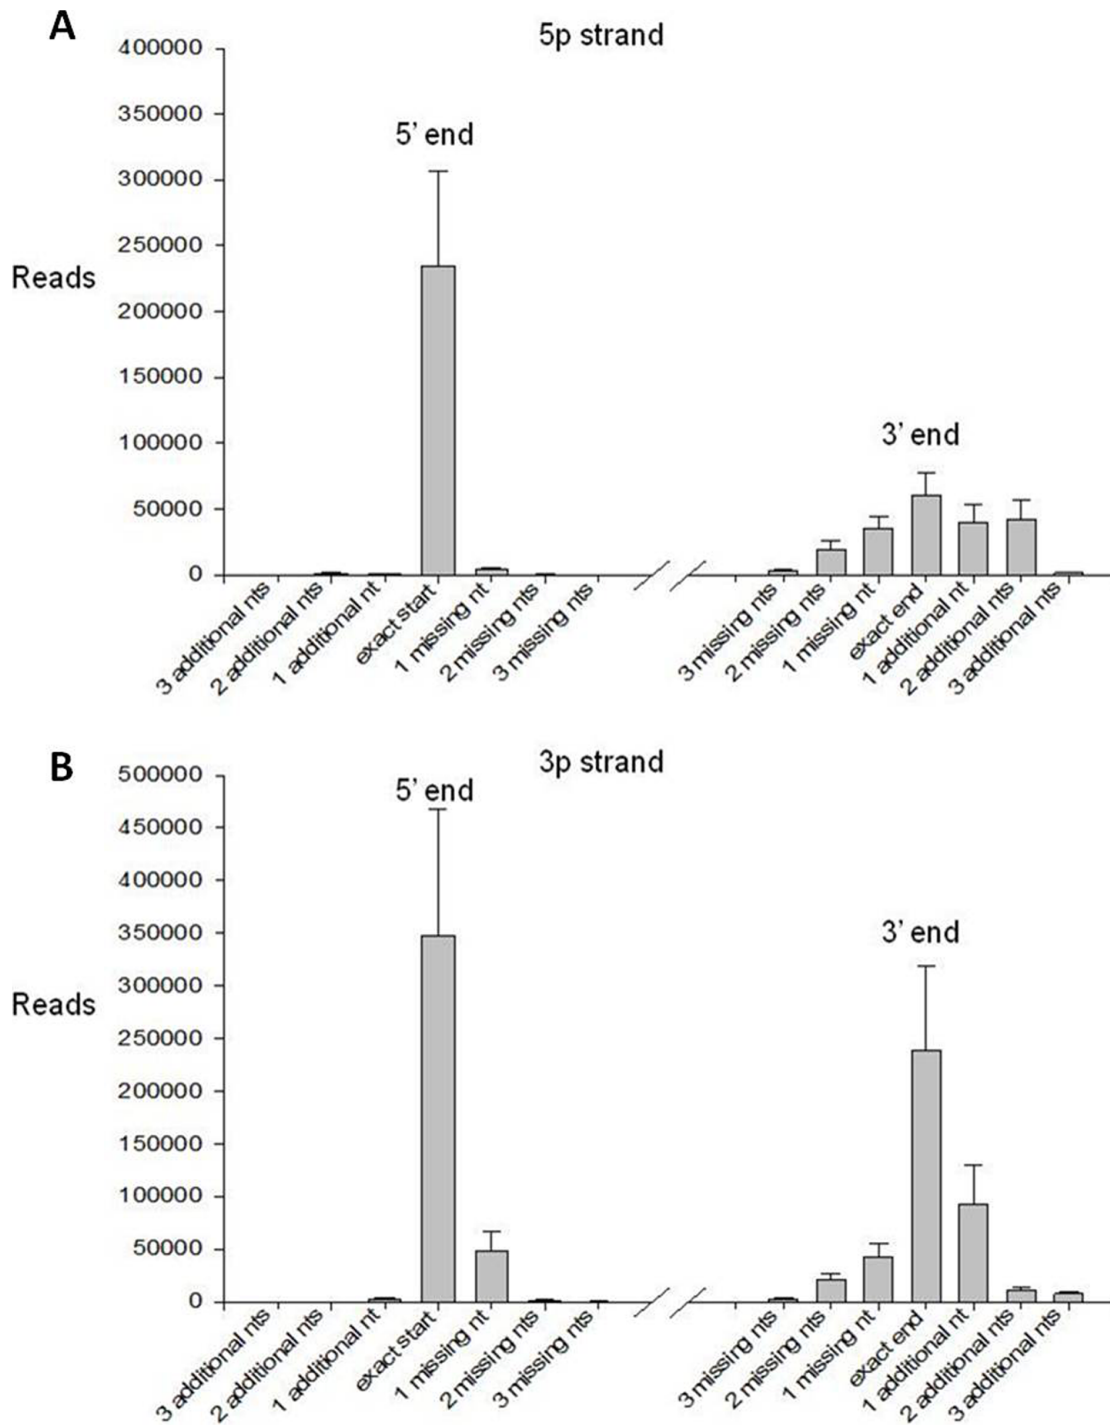 A
5p strand
400000
350000
5’ end
300000
250000
Reads
200000
150000
100000
3’ end
50000
0
3 additional nts
2 additional nts
1 additional nt
exact start
1 missing nt
2 missing nts
3 missing nts
3 missing nts
2 missing nts
1 missing nt
exact end
1 additional nt
2 additional nts
3 additional nts
B
3p strand
500000
5’ end
450000
400000
350000
3’ end
300000
Reads
250000
200000
150000
100000
50000
0
3 additional nts
2 additional nts
1 additional nt
exact start
1 missing nt
2 missing nts
3 missing nts
3 missing nts
2 missing nts
1 missing nt
exact end
1 additional nt
2 additional nts
3 additional nts